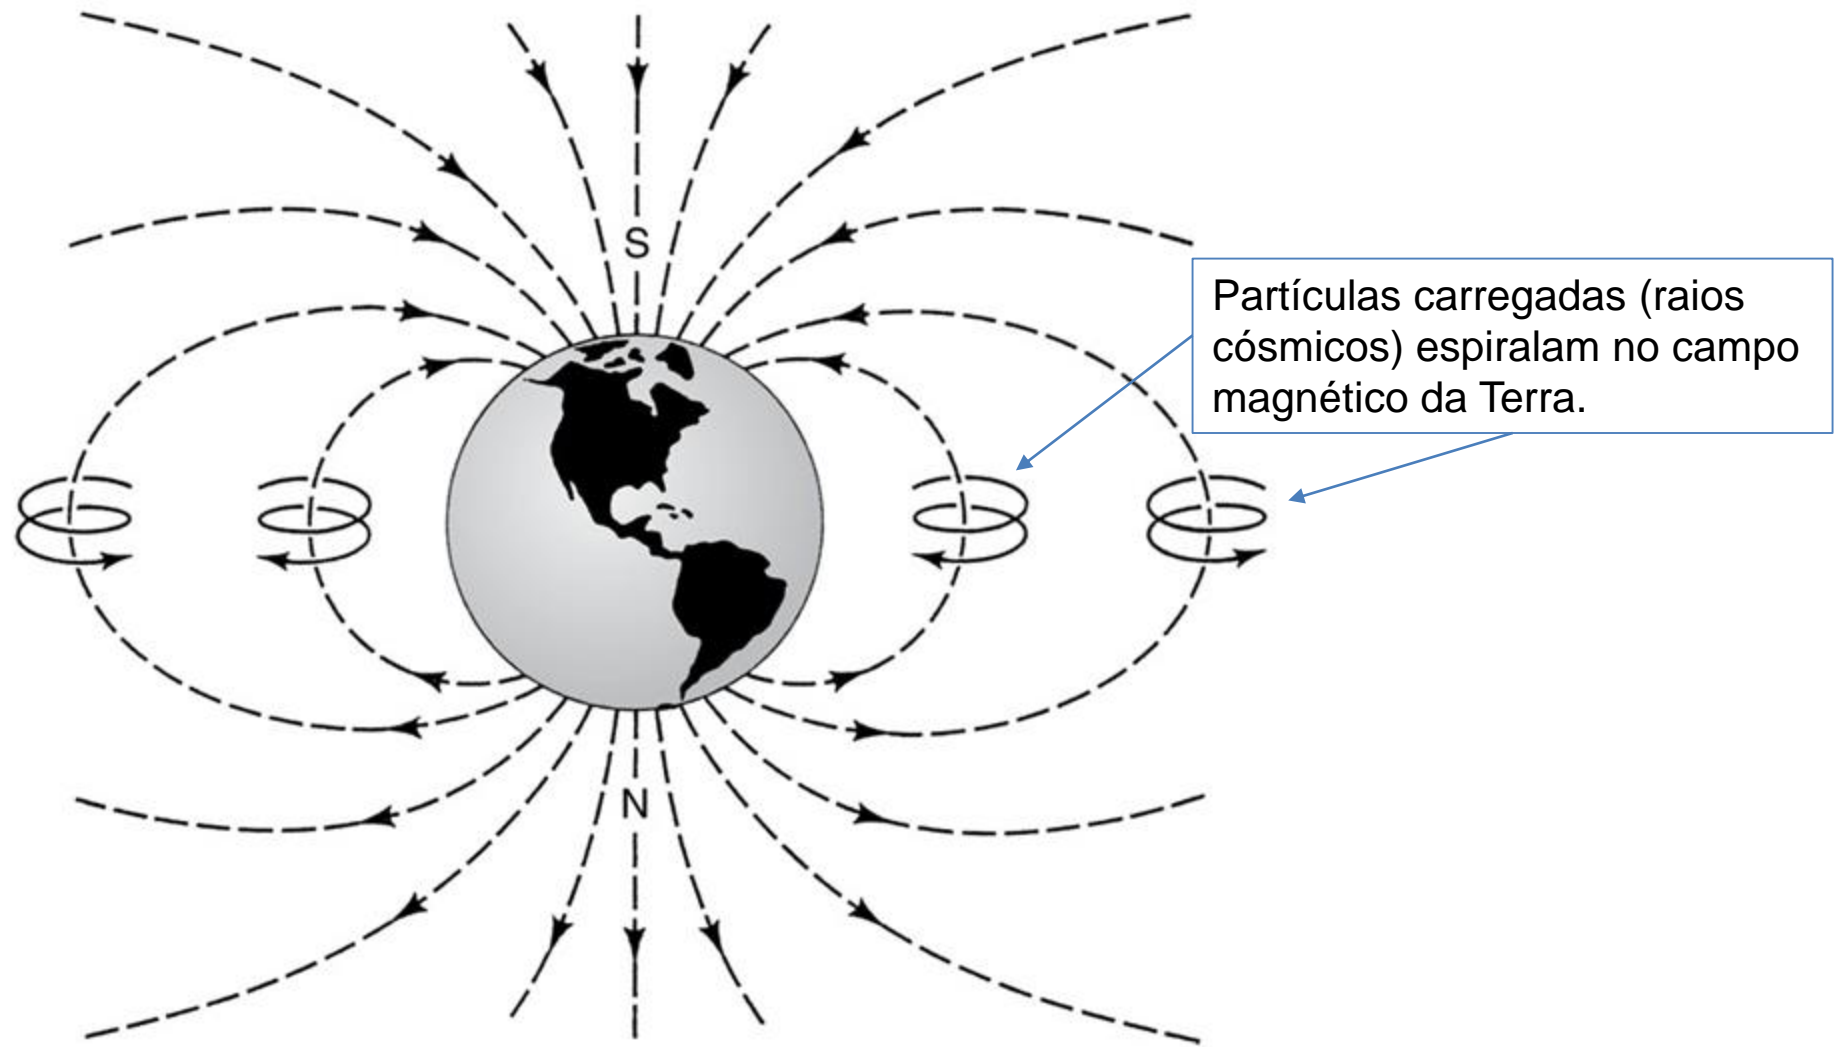 S
Partículas carregadas (raios
cósmicos) espiralam no campo
magnético da Terra.
N